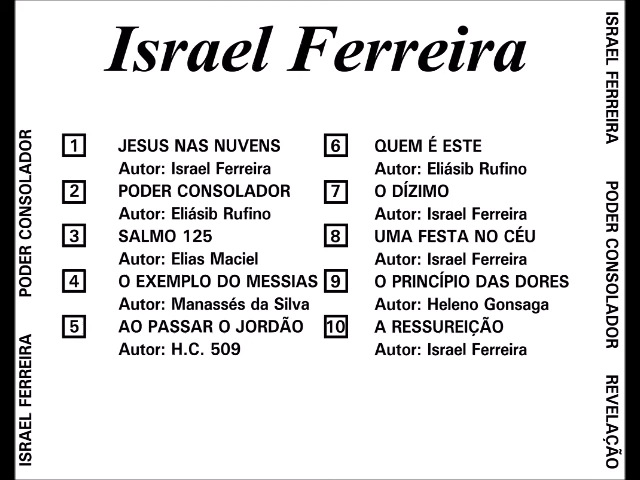 Israel Ferreira
1 JESUS NAS NUVENS
Autor: Israel Ferreira
2 PODER CONSOLADOR
Autor: Eliásib Rufino
3 SALMO 125
Autor: Elias Maciel
4 O EXEMPLO DO MESSIAS
Autor: Manassés da Silva
5 AO PASSAR O JORDÃO
Autor: H.C. 509
6 QUEM É ESTE
Autor: Eliásib Rufino
7 O DÍZIMO
Autor: Israel Ferreira
8 UMA FESTA NO CÉU
Autor: Israel Ferreira
9 O PRINCÍPIO DAS DORES
Autor: Heleno Gonsaga
10 A RESSUREIÇÃO
Autor: Israel Ferreira
ISRAEL FERREIRA PODER CONSOLADOR
ISRAEL FERREIRA PODER CONSOLADOR REVELAÇÃO